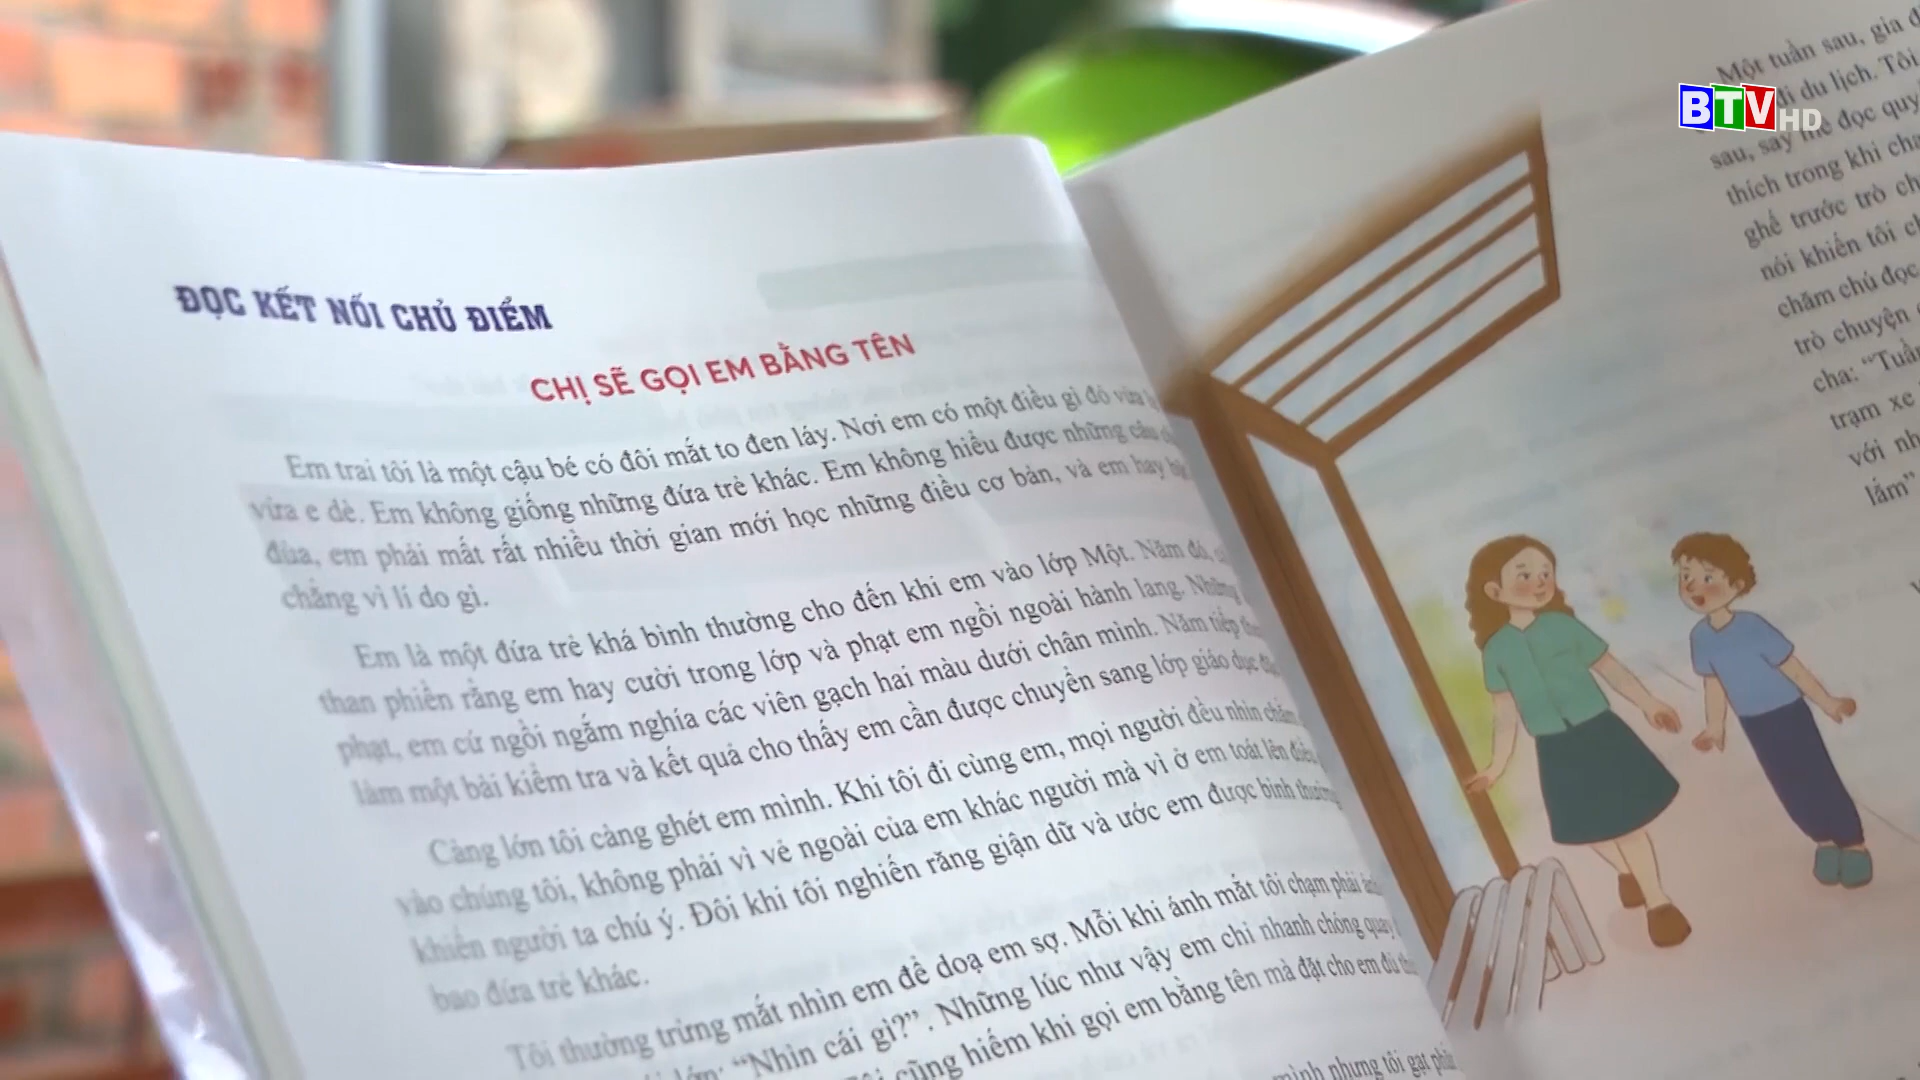 ĐỌC KẾT NỐI CHỦ ĐIỂM
CHỊ SẼ GỌI EM BẰNG TÊN
Em trai tôi là một cậu bé có đôi mắt to đen láy. Nơi em có một điều gì đó vừa
vừa e dè. Em không giống những đứa trẻ khác. Em không hiểu được những câu
đùa, em phải mất rất nhiều thời gian mới học những điều cơ bản, và em hay
chẳng vì lí do gì.
Em là một đứa trẻ khá bình thường cho đến khi em vào lớp Một. Năm đó,
than phiền rằng em hay cười trong lớp và phạt em ngồi ngoài hành lang. Những
phạt, em cứ ngồi ngắm nghía các viên gạch hai màu dưới chân mình. Năm tiếp
làm một bài kiểm tra và kết quả cho thấy em cần được chuyển sang lớp giáo dục
Càng lớn tôi càng ghét em mình. Khi tôi đi cùng em, mọi người đều nhìn chăm
vào chúng tôi, không phải vì vẻ ngoài của em khác người mà vì ở em toát lên điều
khiến người ta chú ý. Đôi khi tôi nghiến răng giận dữ và ước em được bình thường
bao đứa trẻ khác.
Tôi thường trừng mắt nhìn em để doạ em sợ. Mỗi khi ánh mắt tôi chạm phải
"Nhìn cái gì?". Những lúc như vậy em chỉ nhanh chóng quay
cũng hiếm khi gọi em bằng tên mà đặt cho em đủ
mình nhưng tôi gạt
Một tuần sau, gia
đi du lịch. Tôi
sau, say mê đọc
thích trong khi
ghế trước trò
nói khiến tôi
chăm chú đọc
trò chuyện
cha: "Tuần
trạm xe
với
lắm"
BTV HD